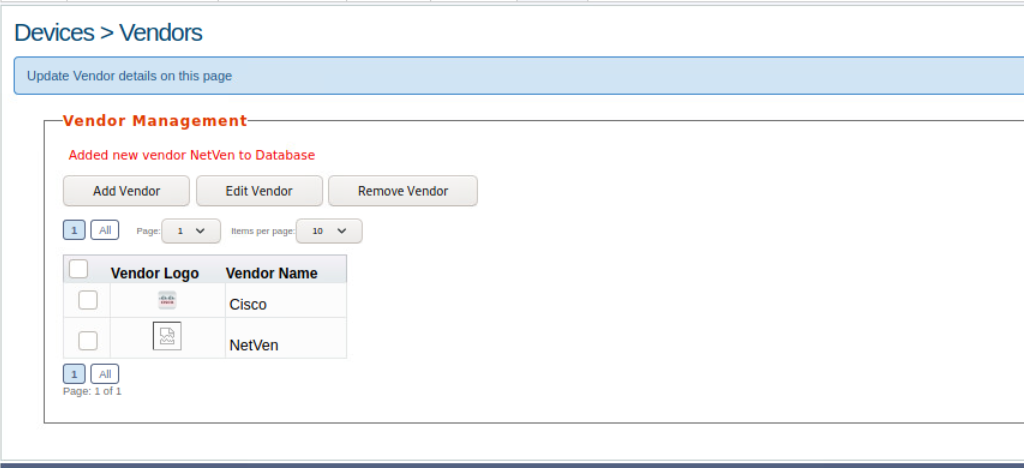 Devices > Vendors
Update Vendor details on this page
Vendor Management
Added new vendor NetVen to Database
Add Vendor Edit Vendor Remove Vendor
1 All Page: 1 Items per page: 10
Vendor Logo Vendor Name
Cisco
NetVen
1 All
Page: 1 of 1